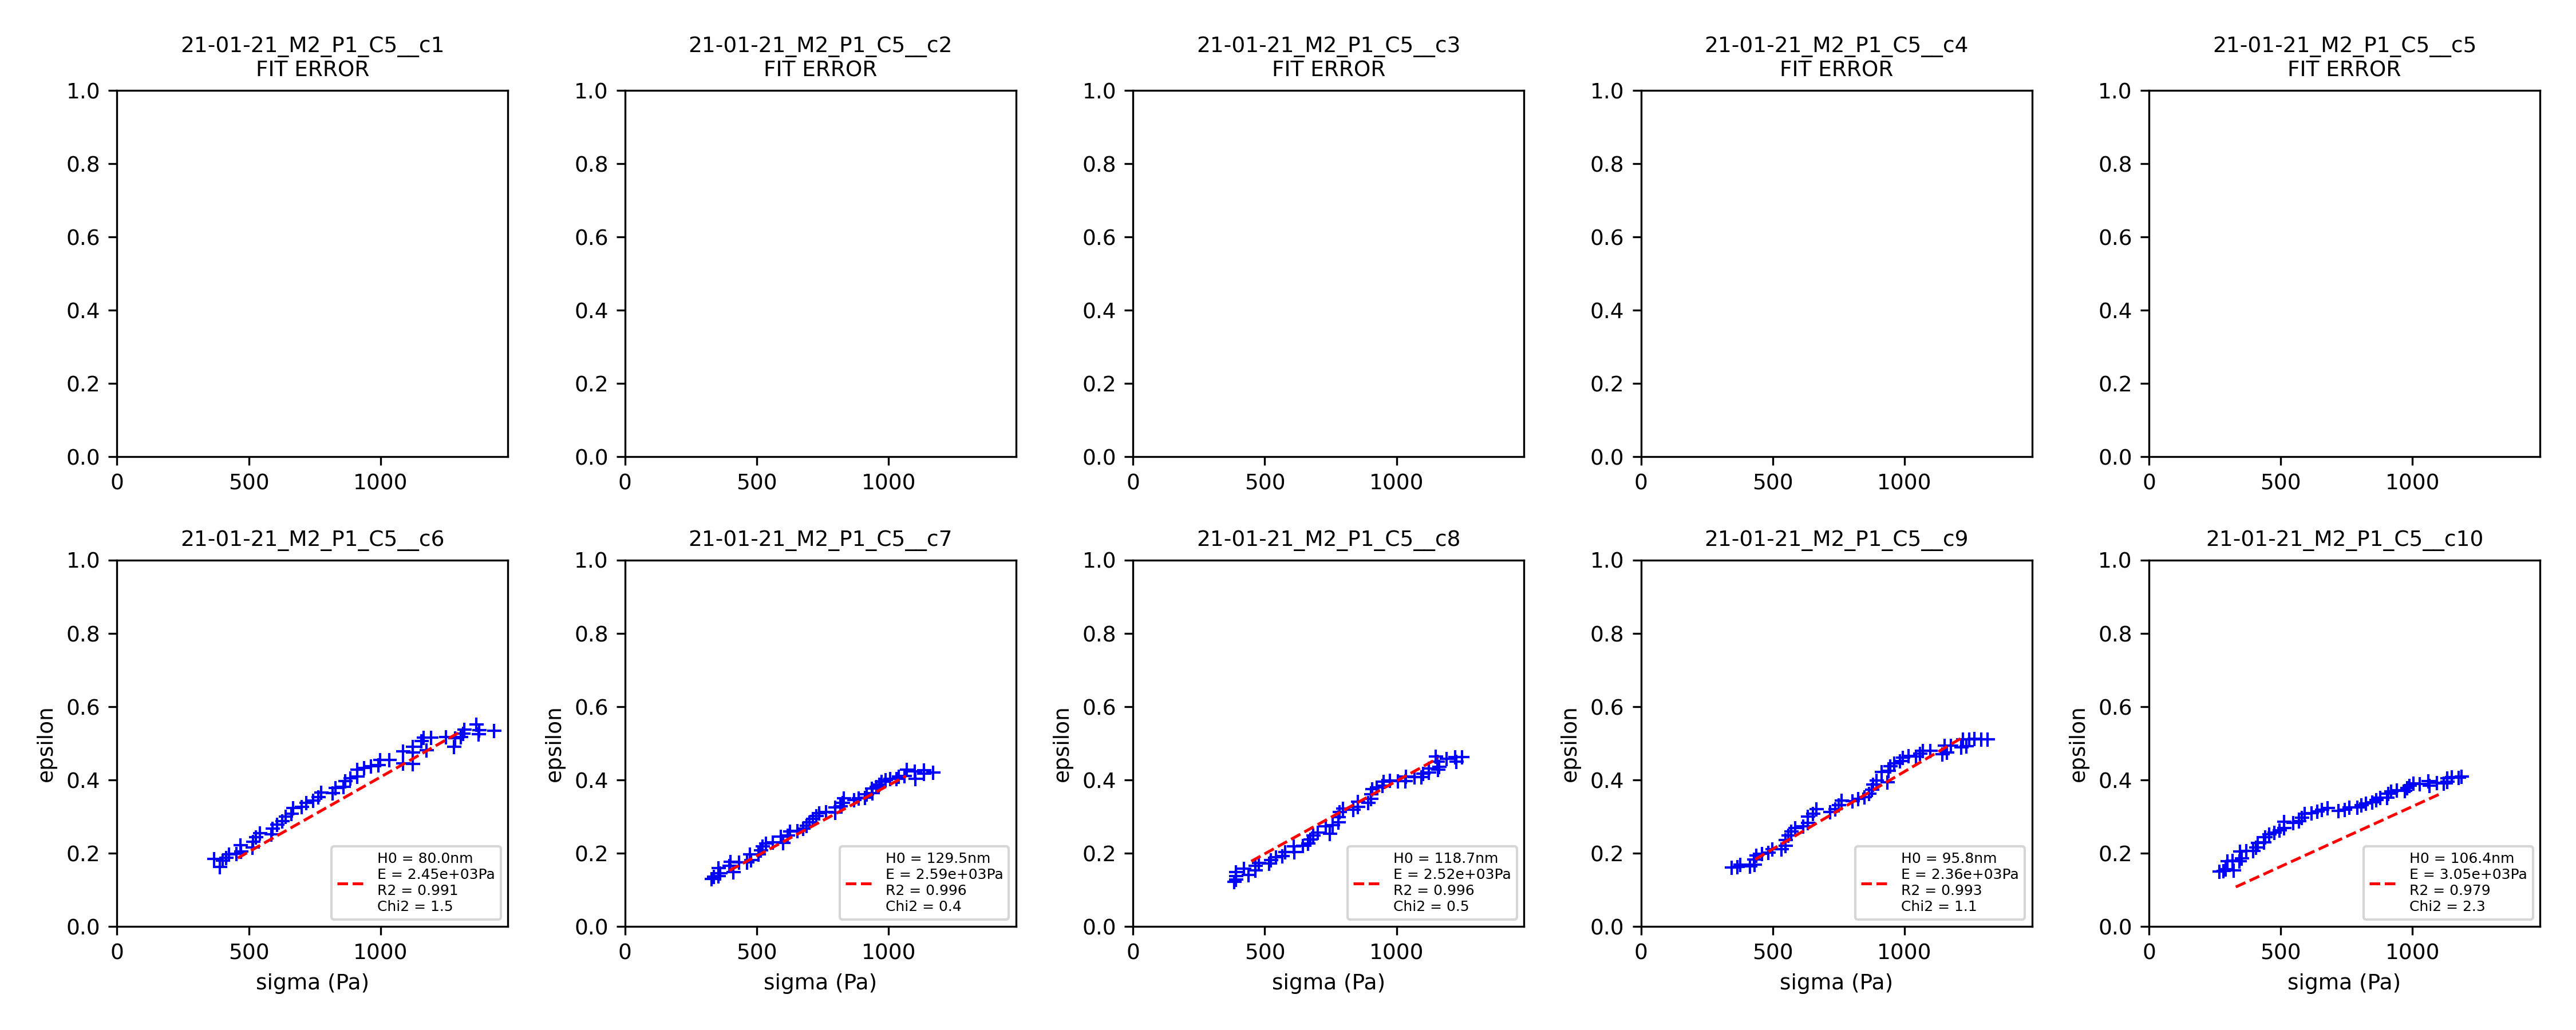 21-01-21_M2_P1_C5__c1
FIT ERROR
1.0
0.8
0.6
0.4
0.2
0.0
0
500
1000
21-01-21_M2_P1_C5__c2
FIT ERROR
1.0
0.8
0.6
0.4
0.2
0.0
0
500
1000
21-01-21_M2_P1_C5__c3
FIT ERROR
1.0
0.8
0.6
0.4
0.2
0.0
0
500
1000
21-01-21_M2_P1_C5__c4
FIT ERROR
1.0
0.8
0.6
0.4
0.2
0.0
0
500
1000
21-01-21_M2_P1_C5__c5
FIT ERROR
1.0
0.8
0.6
0.4
0.2
0.0
0
500
1000
21-01-21_M2_P1_C5__c6
epsilon
1.0
0.8
0.6
0.4
0.2
0.0
H0 = 80.0nm
E = 2.45e+03Pa
R2 = 0.991
Chi2 = 1.5
0
500
1000
sigma (Pa)
21-01-21_M2_P1_C5__c7
epsilon
1.0
0.8
0.6
0.4
0.2
0.0
H0 = 129.5nm
E = 2.59e+03Pa
R2 = 0.996
Chi2 = 0.4
0
500
1000
sigma (Pa)
21-01-21_M2_P1_C5__c8
epsilon
1.0
0.8
0.6
0.4
0.2
0.0
H0 = 118.7nm
E = 2.52e+03Pa
R2 = 0.996
Chi2 = 0.5
0
500
1000
sigma (Pa)
21-01-21_M2_P1_C5__c9
epsilon
1.0
0.8
0.6
0.4
0.2
0.0
H0 = 95.8nm
E = 2.36e+03Pa
R2 = 0.993
Chi2 = 1.1
0
500
1000
sigma (Pa)
21-01-21_M2_P1_C5__c10
epsilon
1.0
0.8
0.6
0.4
0.2
0.0
H0 = 106.4nm
E = 3.05e+03Pa
R2 = 0.979
Chi2 = 2.3
0
500
1000
sigma (Pa)